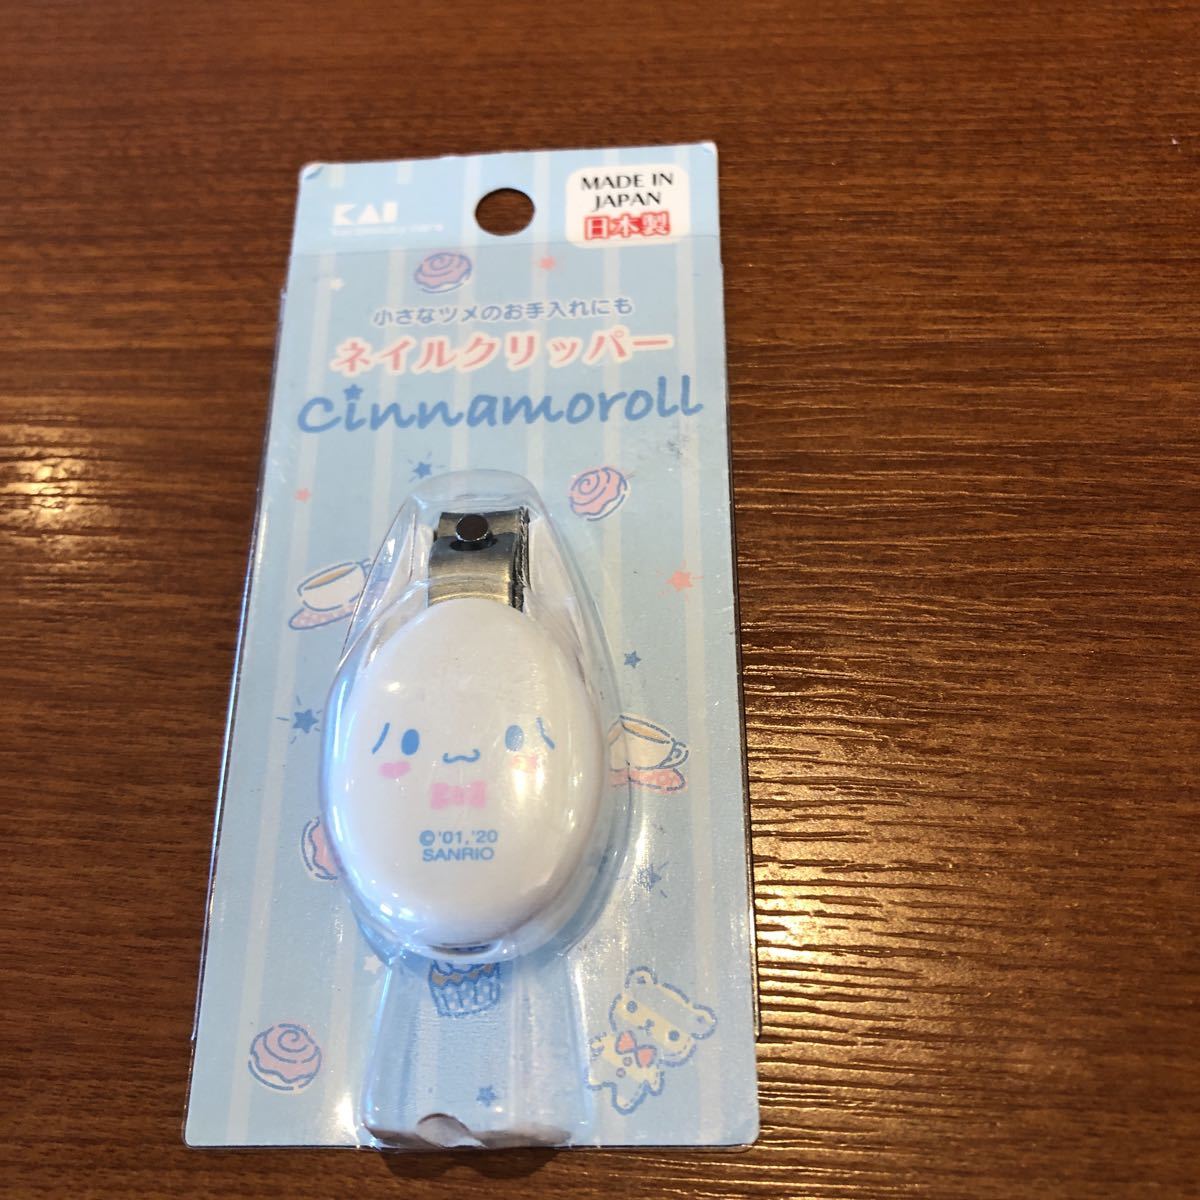 KAI
MADE IN
JAPAN
日本製
小さなツメのお手入れにも
ネイルクリッパー
cinnamoroll
©'01,'20
SANRIO